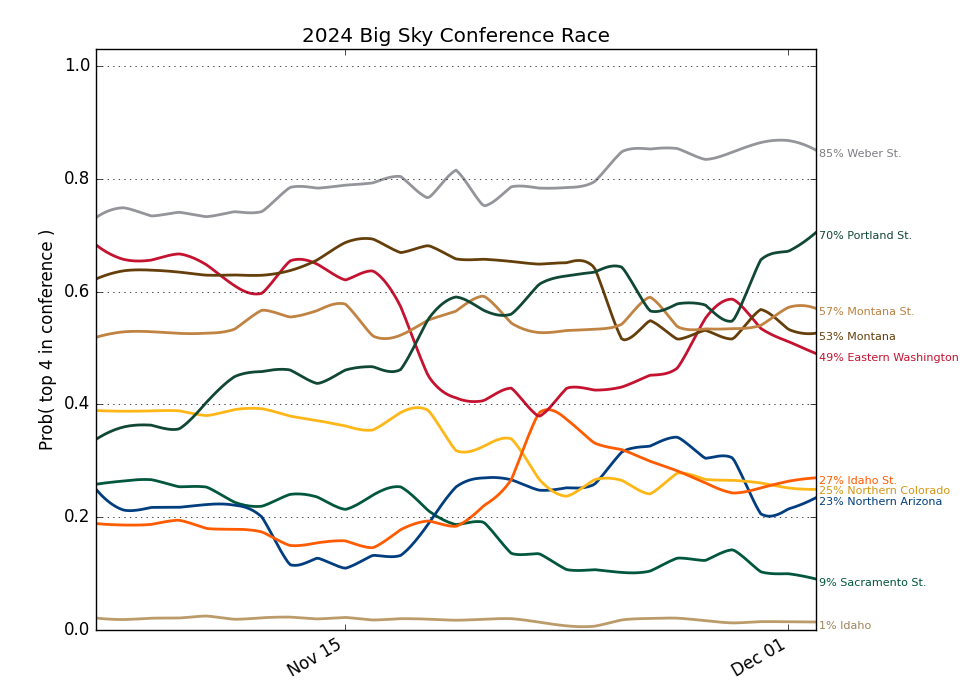 2024 Big Sky Conference Race
Prob( top 4 in conference )
1.0
0.8
0.6
0.4
0.2
0.0
Nov 15
Dec 01
85% Weber St.
70% Portland St.
57% Montana St.
53% Montana
49% Eastern Washington
27% Idaho St.
25% Northern Colorado
23% Northern Arizona
9% Sacramento St.
1% Idaho